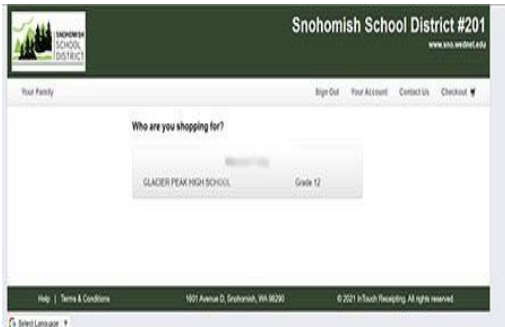 SNOHOMISH
SCHOOL
DISTRICT
Snohomish School District #201
www.sno.wednet.edu
Your Family
Sign Out Your Account Contact Us Checkout
Who are you shopping for?
GLACIER PEAK HIGH SCHOOL Grade 12
Help | Terms & Conditions 1601 Avenue D, Snohomish, WA 98290 © 2021 InTouch Receipting. All rights reserved.
Select Language ▼